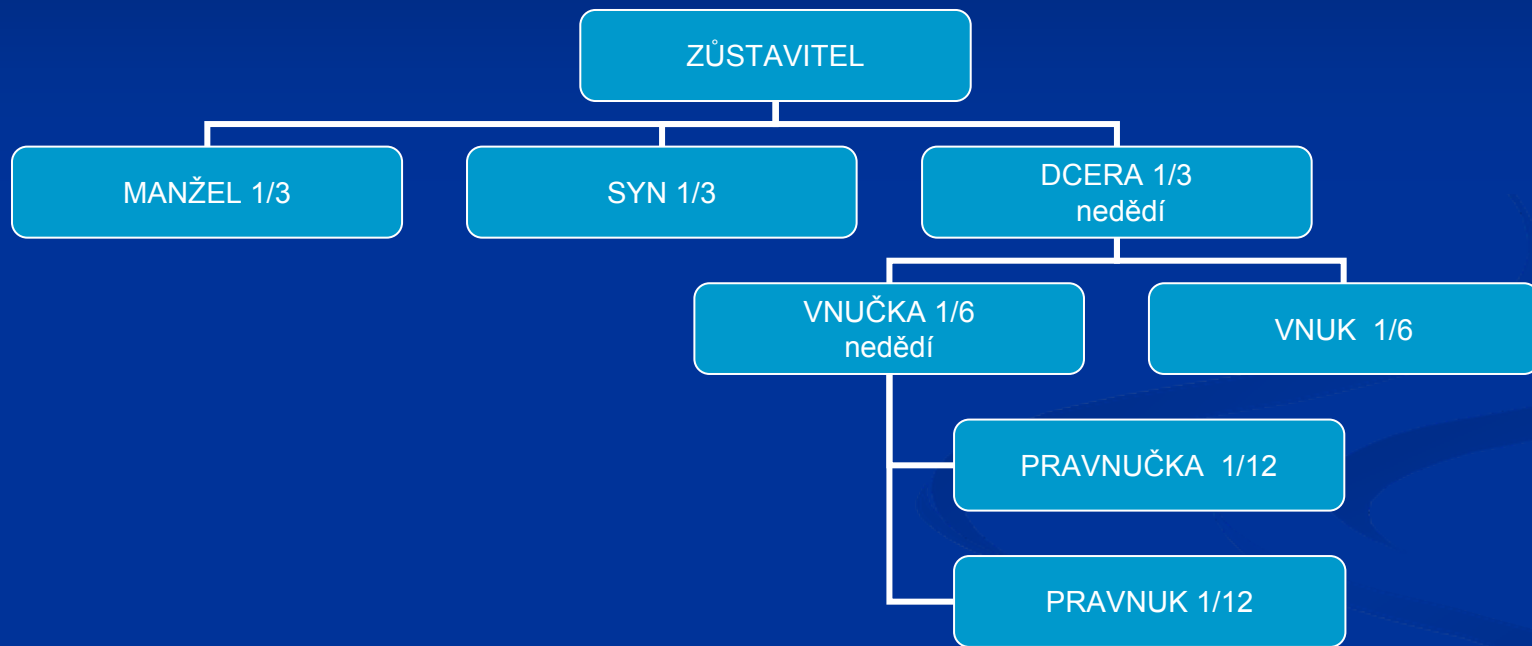 ZŮSTAVITEL
MANŽEL 1/3
SYN 1/3
DCERA 1/3
nedědí
VNUČKA 1/6
nedědí
VNUK 1/6
PRAVNUČKA 1/12
PRAVNUK 1/12